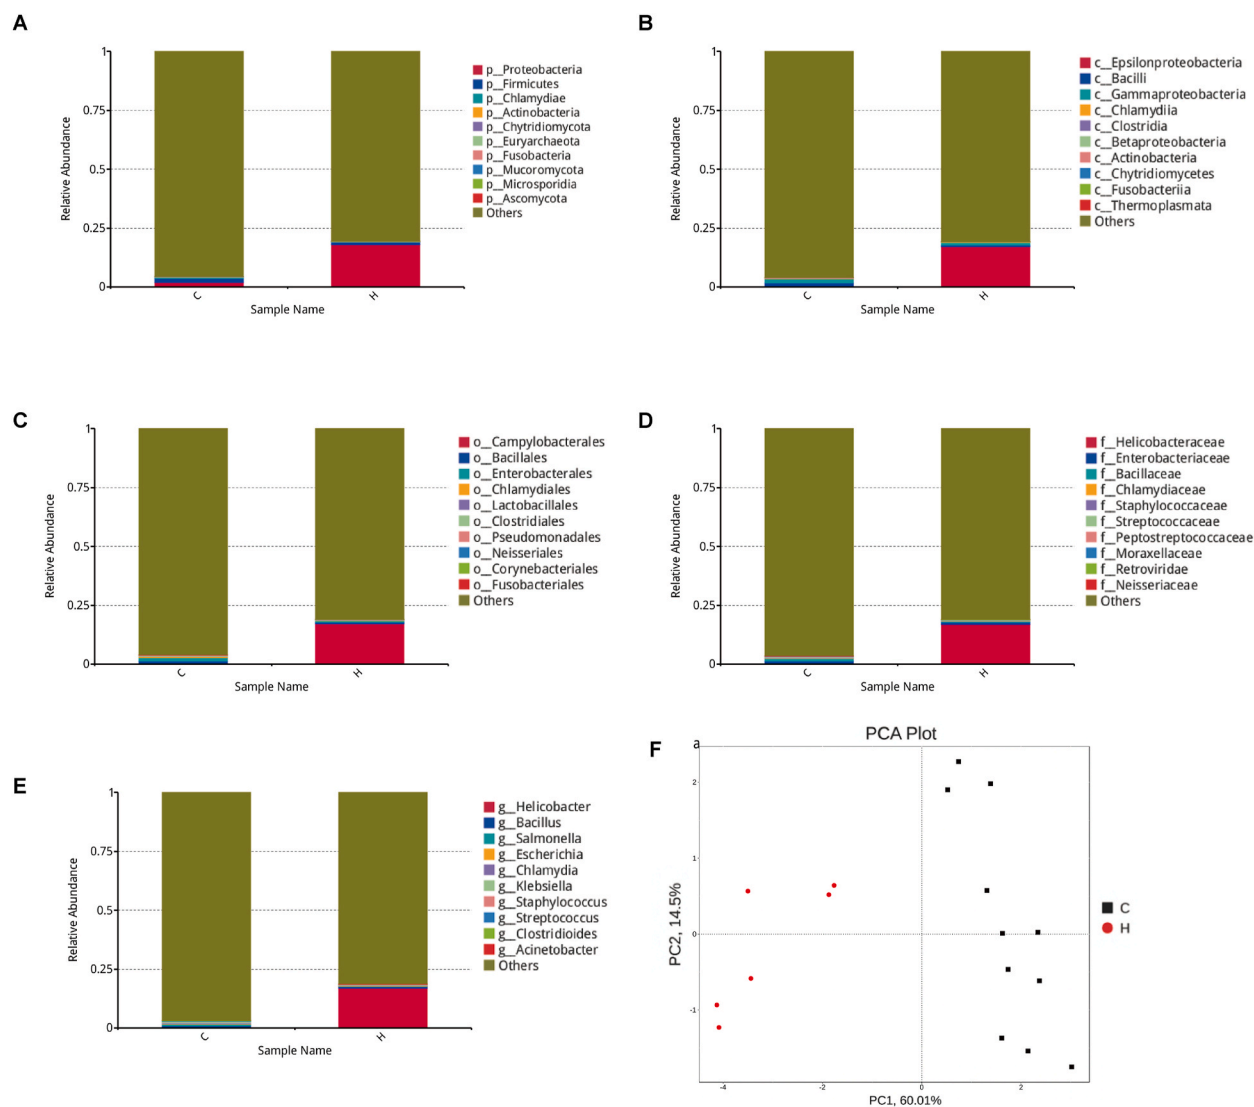 A
1
0.75
0.5
0.25
0
Relative Abundance
C
H
Sample Name
p__Proteobacteria
p__Firmicutes
p__Chlamydiae
p__Actinobacteria
p__Chytridiomycota
p__Euryarchaeota
p__Fusobacteria
p__Mucoromycota
p__Microsporidia
p__Ascomycota
Others
B
1
0.75
0.5
0.25
0
Relative Abundance
C
H
Sample Name
c__Epsilonproteobacteria
c__Bacilli
c__Gammaproteobacteria
c__Chlamydiia
c__Clostridia
c__Betaproteobacteria
c__Actinobacteria
c__Chytridiomycetes
c__Fusobacteriia
c__Thermoplasmata
Others
C
1
0.75
0.5
0.25
0
Relative Abundance
C
H
Sample Name
o__Campylobacterales
o__Bacillales
o__Enterobacterales
o__Chlamydiales
o__Lactobacillales
o__Clostridiales
o__Pseudomonadales
o__Neisseriales
o__Corynebacteriales
o__Fusobacteriales
Others
D
1
0.75
0.5
0.25
0
Relative Abundance
C
H
Sample Name
f__Helicobacteraceae
f__Enterobacteriaceae
f__Bacillaceae
f__Chlamydiaceae
f__Staphylococcaceae
f__Streptococcaceae
f__Peptostreptococcaceae
f__Moraxellaceae
f__Retroviridae
f__Neisseriaceae
Others
E
1
0.75
0.5
0.25
0
Relative Abundance
C
H
Sample Name
g__Helicobacter
g__Bacillus
g__Salmonella
g__Escherichia
g__Chlamydia
g__Klebsiella
g__Staphylococcus
g__Streptococcus
g__Clostridioides
g__Acinetobacter
Others
F
a
PCA Plot
2
1
0
-1
PC2, 14.5%
-4
-2
0
2
PC1, 60.01%
C
H